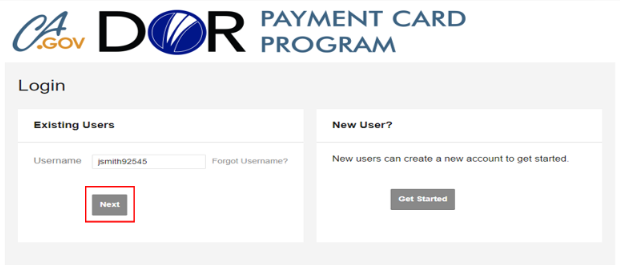 CA.GOV DOR PAYMENT CARD
PROGRAM
Login
Existing Users
Username jsmith92545 Forgot Username?
Next
New User?
New users can create a new account to get started.
Get Started